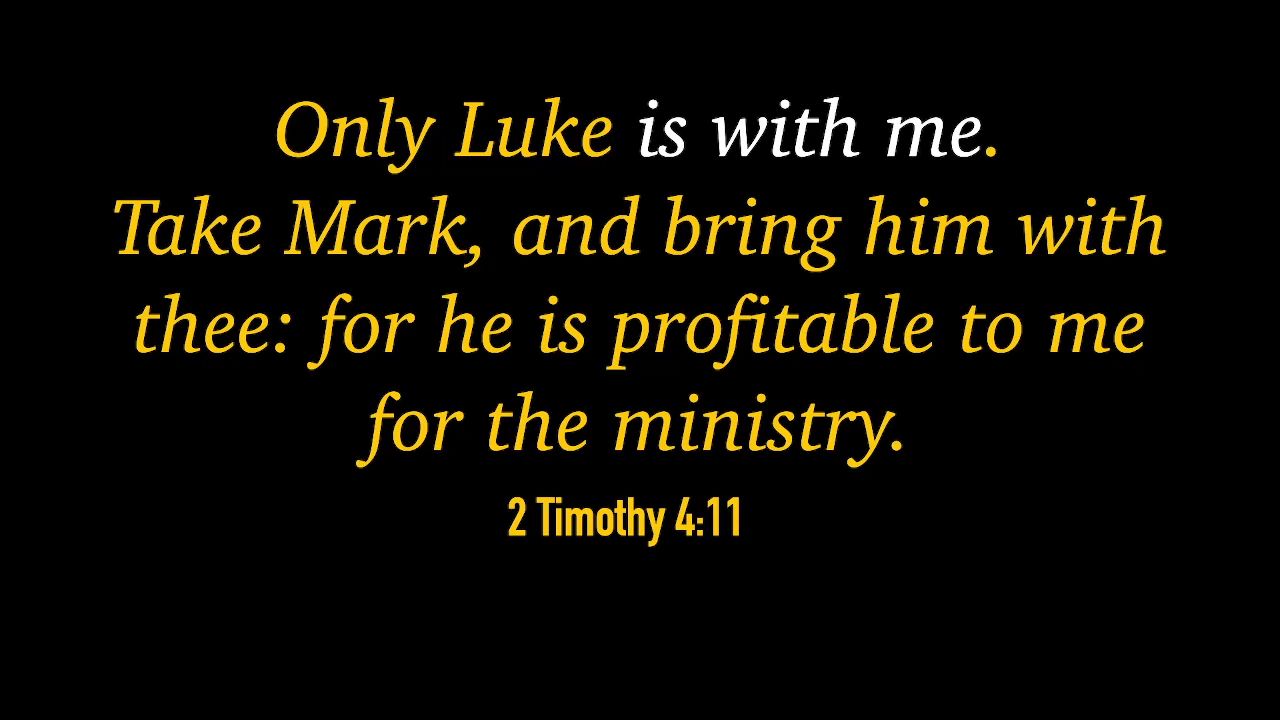 Only Luke is with me.
Take Mark, and bring him with
thee: for he is profitable to me
for the ministry.
2 Timothy 4:11